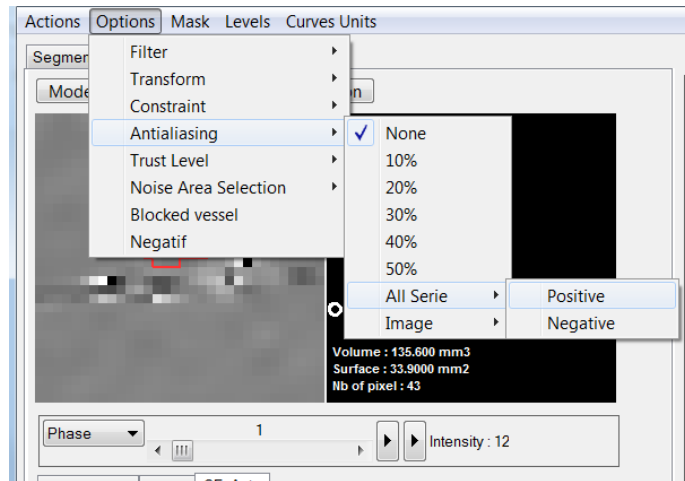 Actions Options Mask Levels Curves Units
Filter
Transform
Constraint
Antialiasing
Trust Level
Noise Area Selection
Blocked vessel
Negatif
None
10%
20%
30%
40%
50%
All Serie
Image
Positive
Negative
Volume : 135.600 mm3
Surface : 33.9000 mm2
Nb of pixel : 43
Phase
1
Intensity : 12